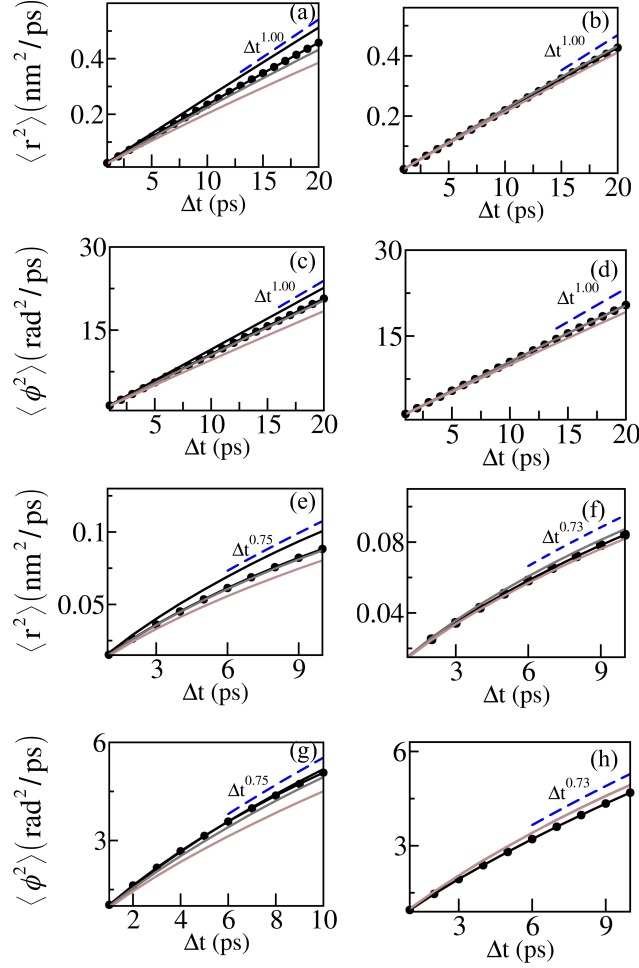 (a)
⟨r²⟩(nm²/ps)
0.4
0.2
Δt^1.00
5 10 15 20
Δt (ps)
(b)
0.4
0.2
Δt^1.00
5 10 15 20
Δt (ps)
(c)
⟨ϕ²⟩(rad²/ps)
30
15
Δt^1.00
5 10 15 20
Δt (ps)
(d)
30
15
Δt^1.00
5 10 15 20
Δt (ps)
(e)
⟨r²⟩(nm²/ps)
0.1
0.05
Δt^0.75
3 6 9
Δt (ps)
(f)
0.08
0.04
Δt^0.73
3 6 9
Δt (ps)
(g)
⟨ϕ²⟩(rad²/ps)
6
3
Δt^0.75
2 4 6 8 10
Δt (ps)
(h)
6
3
Δt^0.73
3 6 9
Δt (ps)